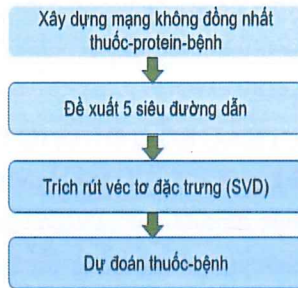 Xây dựng mạng không đồng nhất
thuốc-protein-bệnh
Đề xuất 5 siêu đường dẫn
Trích rút véc tơ đặc trưng (SVD)
Dự đoán thuốc-bệnh